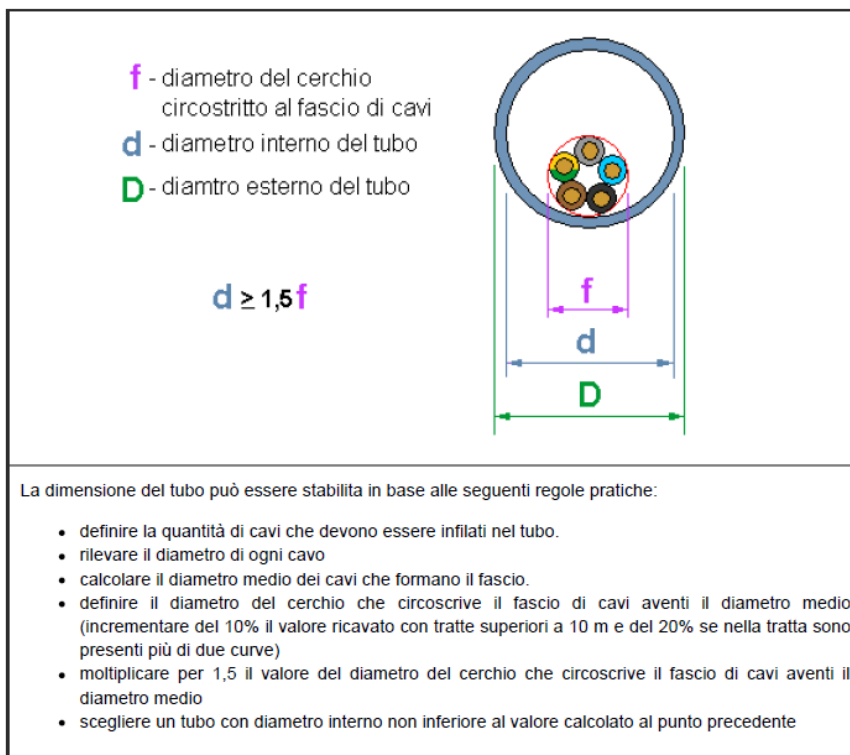 f - diametro del cerchio
circostritto al fascio di cavi
d - diametro interno del tubo
D - diamtro esterno del tubo
d ≥ 1,5 f
f
d
D
La dimensione del tubo può essere stabilita in base alle seguenti regole pratiche:
• definire la quantità di cavi che devono essere infilati nel tubo.
• rilevare il diametro di ogni cavo
• calcolare il diametro medio dei cavi che formano il fascio.
• definire il diametro del cerchio che circoscrive il fascio di cavi aventi il diametro medio
(incrementare del 10% il valore ricavato con tratte superiori a 10 m e del 20% se nella tratta sono
presenti più di due curve)
• moltiplicare per 1,5 il valore del diametro del cerchio che circoscrive il fascio di cavi aventi il
diametro medio
• scegliere un tubo con diametro interno non inferiore al valore calcolato al punto precedente